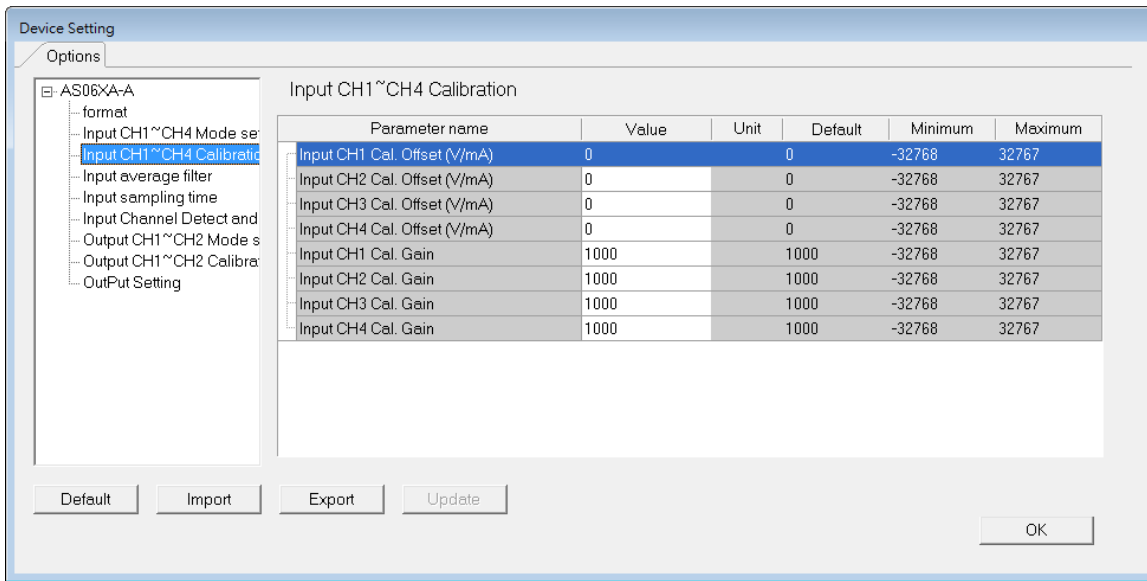 Device Setting
Options
AS06XA-A
format
Input CH1~CH4 Mode se
Input CH1~CH4 Calibratic
Input average filter
Input sampling time
Input Channel Detect and
Output CH1~CH2 Mode s
Output CH1~CH2 Calibra
OutPut Setting
Input CH1~CH4 Calibration
Parameter name Value Unit Default Minimum Maximum
Input CH1 Cal. Offset (V/mA) 0 0 -32768 32767
Input CH2 Cal. Offset (V/mA) 0 0 -32768 32767
Input CH3 Cal. Offset (V/mA) 0 0 -32768 32767
Input CH4 Cal. Offset (V/mA) 0 0 -32768 32767
Input CH1 Cal. Gain 1000 1000 -32768 32767
Input CH2 Cal. Gain 1000 1000 -32768 32767
Input CH3 Cal. Gain 1000 1000 -32768 32767
Input CH4 Cal. Gain 1000 1000 -32768 32767
Default Import Export Update
OK